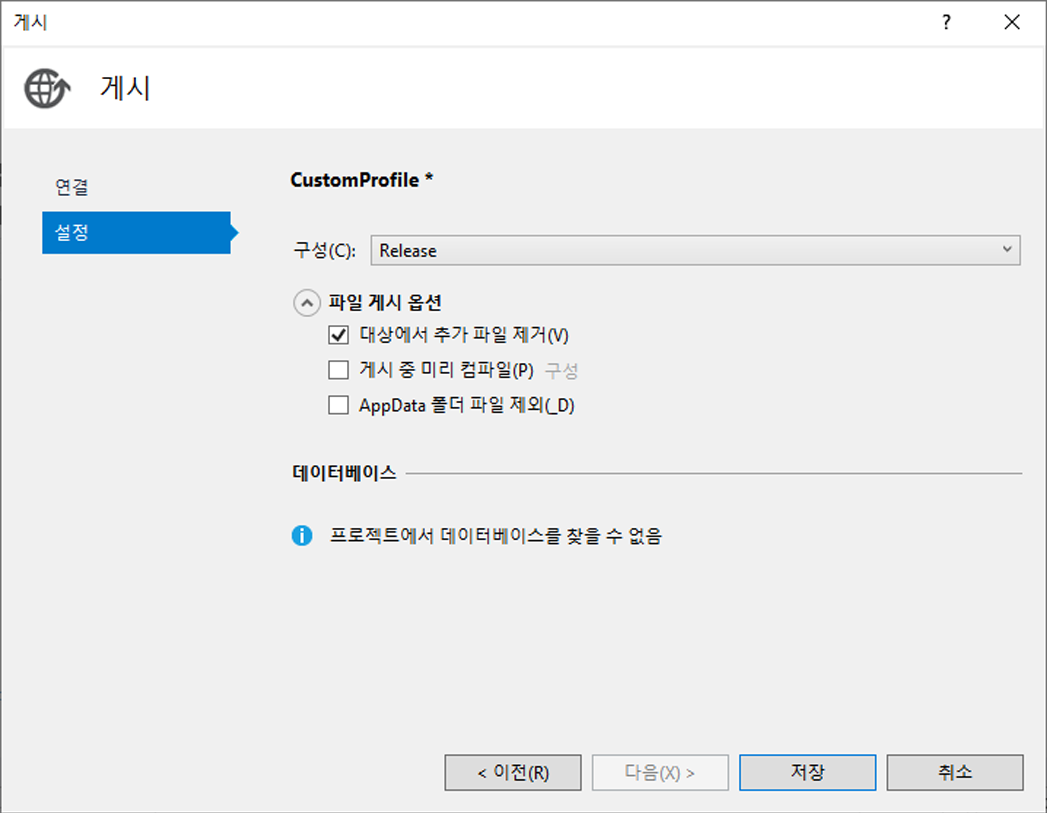 게시
?
게시
연결
설정
CustomProfile *
구성(C): Release
파일 게시 옵션
대상에서 추가 파일 제거(V)
게시 중 미리 컴파일(P) 구성
AppData 폴더 파일 제외(_D)
데이터베이스
프로젝트에서 데이터베이스를 찾을 수 없음
< 이전(R) 다음(X) > 저장 취소